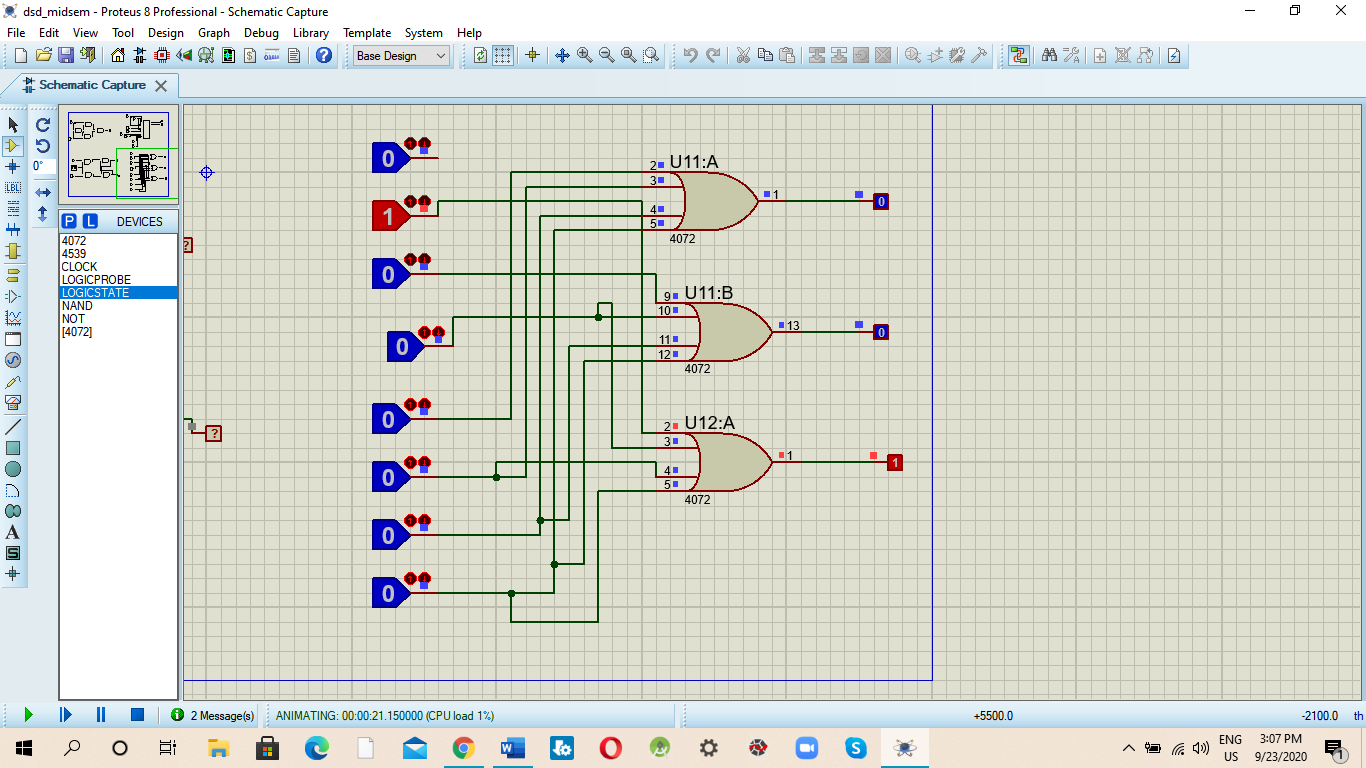 dsd_midsem - Proteus 8 Professional - Schematic Capture
File Edit View Tool Design Graph Debug Library Template System Help
Base Design
Schematic Capture
0°
P L DEVICES
4072
4539
CLOCK
LOGICPROBE
LOGICSTATE
NAND
NOT
[4072]
LBL
A
S
?
?
0
1
0
0
0
0
0
0
U11:A
2
3
4
5
1
4072
0
U11:B
9
10
11
12
13
4072
0
U12:A
2
3
4
5
1
4072
1
2 Message(s) ANIMATING: 00:00:21.150000 (CPU load 1%) +5500.0 -2100.0 th
ENG
US
3:07 PM
9/23/2020
1